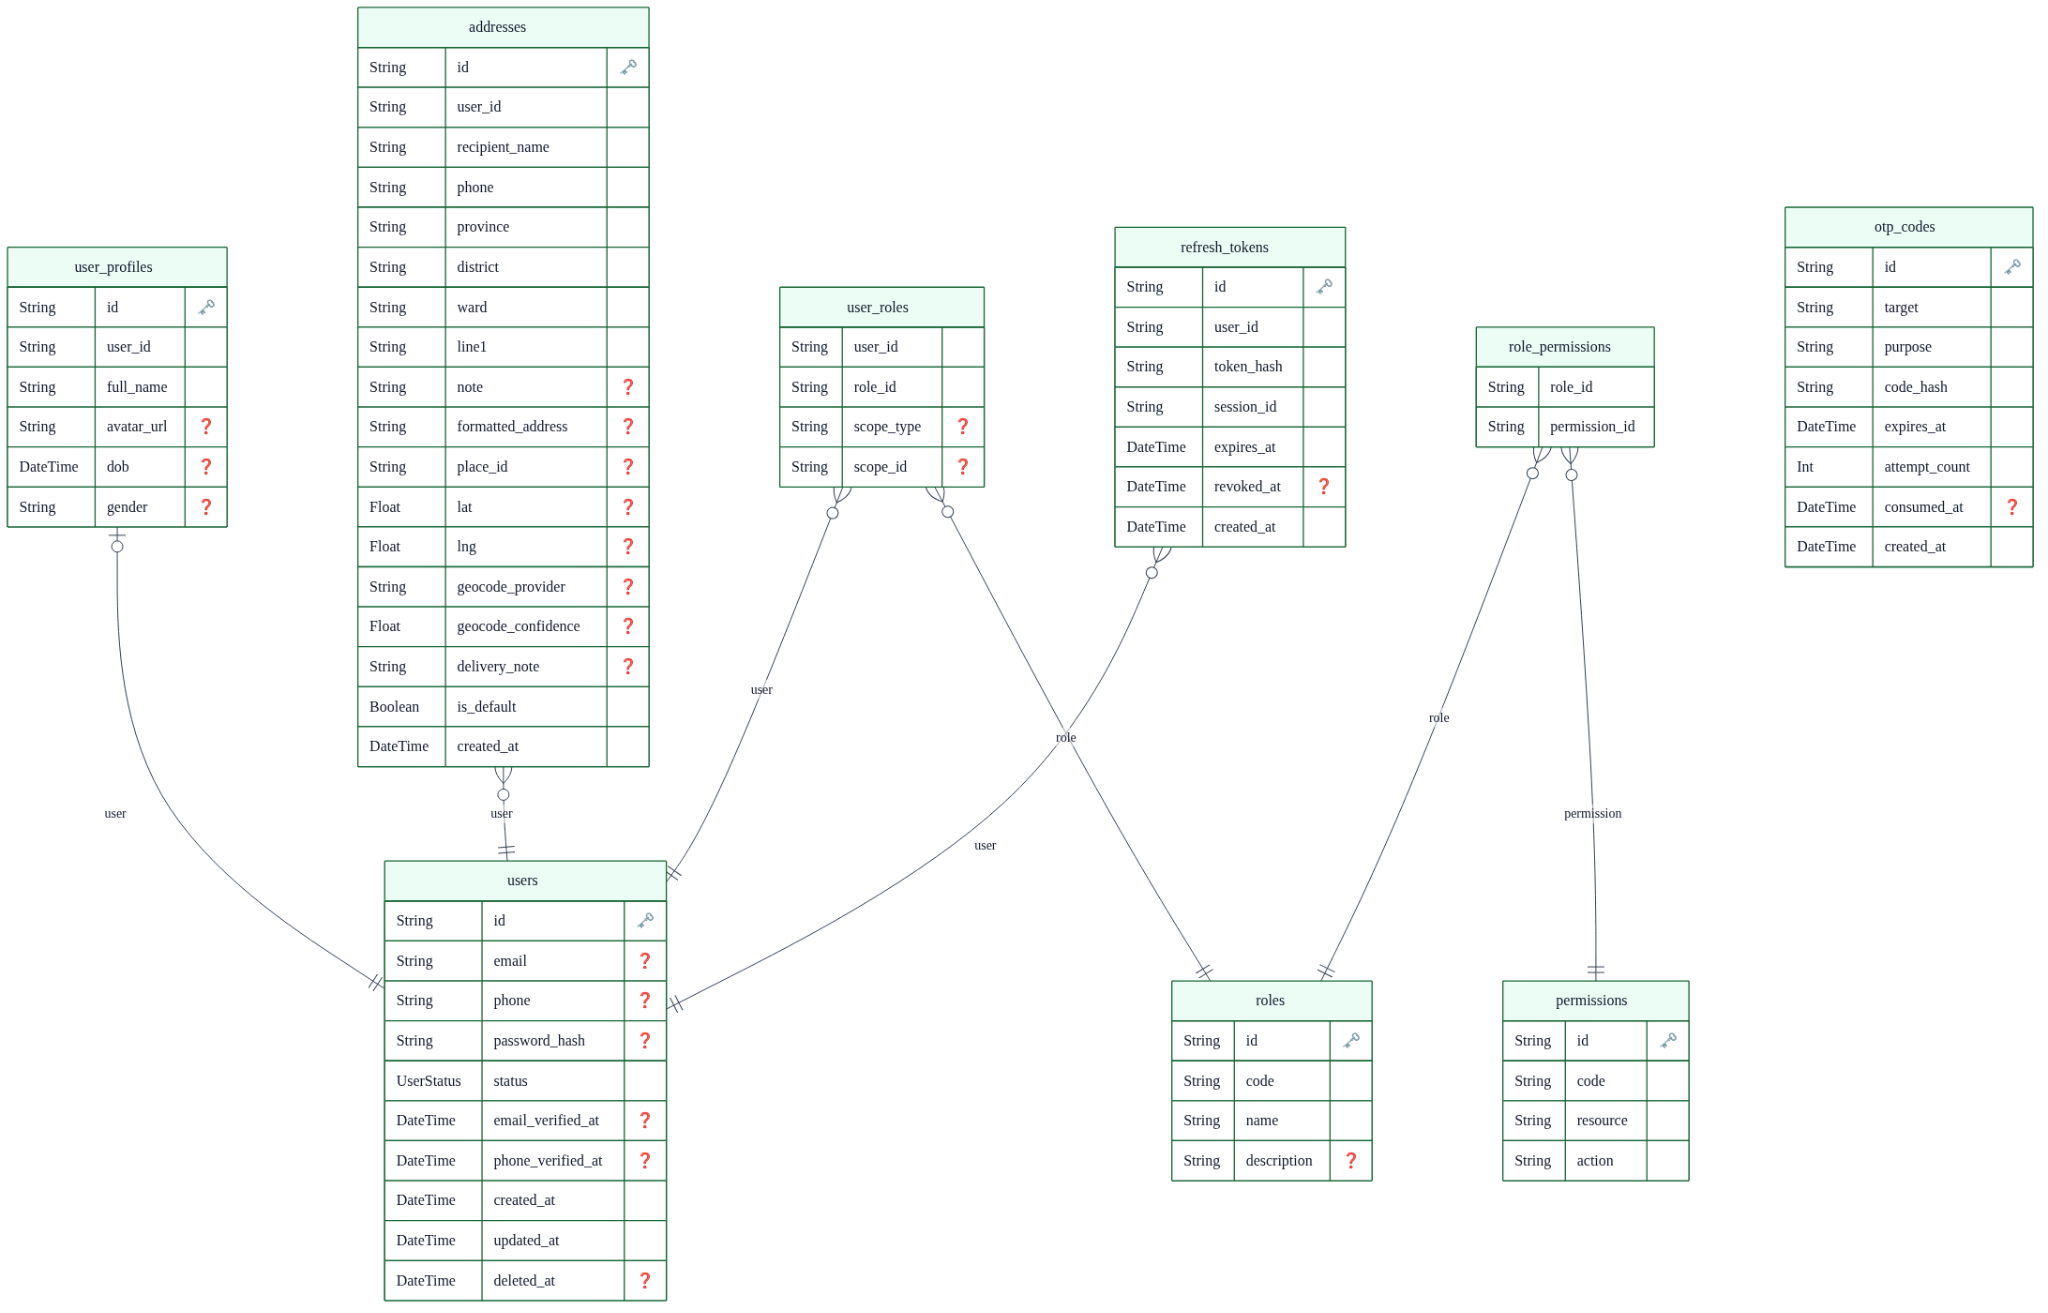 addresses
String id
String user_id
String recipient_name
String phone
String province
String district
String ward
String line1
String note ❓
String formatted_address ❓
String place_id ❓
Float lat ❓
Float lng ❓
String geocode_provider ❓
Float geocode_confidence ❓
String delivery_note ❓
Boolean is_default
DateTime created_at
user_profiles
String id
String user_id
String full_name
String avatar_url ❓
DateTime dob ❓
String gender ❓
user_roles
String user_id
String role_id
String scope_type ❓
String scope_id ❓
refresh_tokens
String id
String user_id
String token_hash
String session_id
DateTime expires_at
DateTime revoked_at ❓
DateTime created_at
role_permissions
String role_id
String permission_id
otp_codes
String id
String target
String purpose
String code_hash
DateTime expires_at
Int attempt_count
DateTime consumed_at ❓
DateTime created_at
user
user
user
role
user
role
permission
users
String id
String email ❓
String phone ❓
String password_hash ❓
UserStatus status
DateTime email_verified_at ❓
DateTime phone_verified_at ❓
DateTime created_at
DateTime updated_at
DateTime deleted_at ❓
roles
String id
String code
String name
String description ❓
permissions
String id
String code
String resource
String action